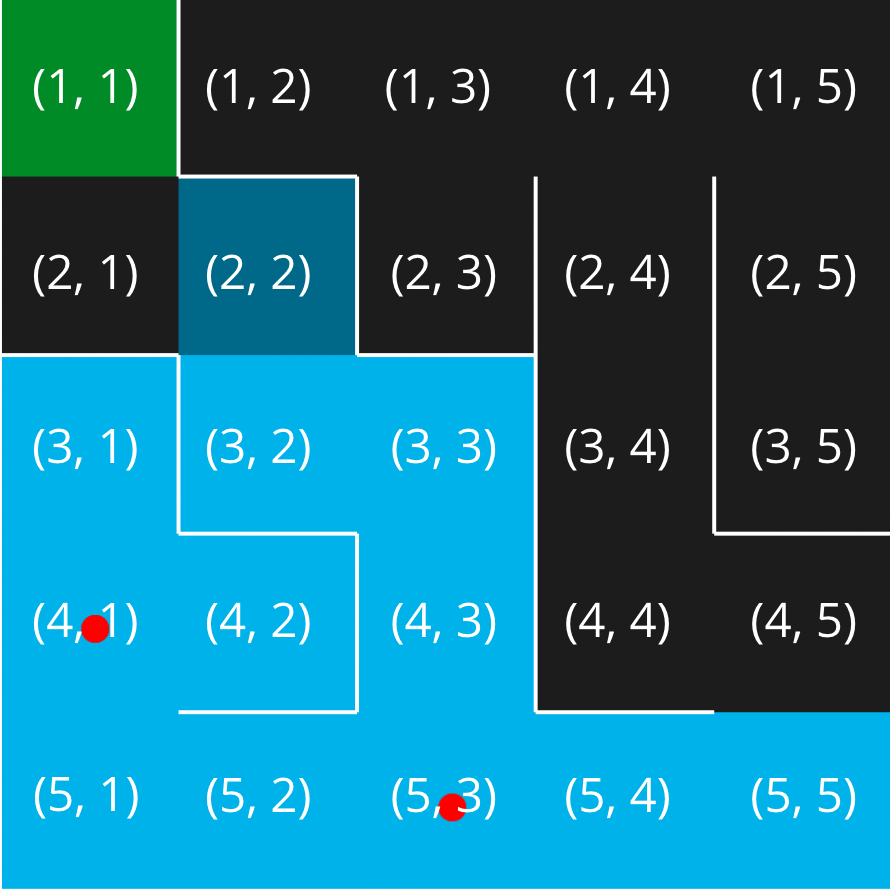 (1, 1) (1, 2) (1, 3) (1, 4) (1, 5)
(2, 1) (2, 2) (2, 3) (2, 4) (2, 5)
(3, 1) (3, 2) (3, 3) (3, 4) (3, 5)
(4, 1) (4, 2) (4, 3) (4, 4) (4, 5)
(5, 1) (5, 2) (5, 3) (5, 4) (5, 5)